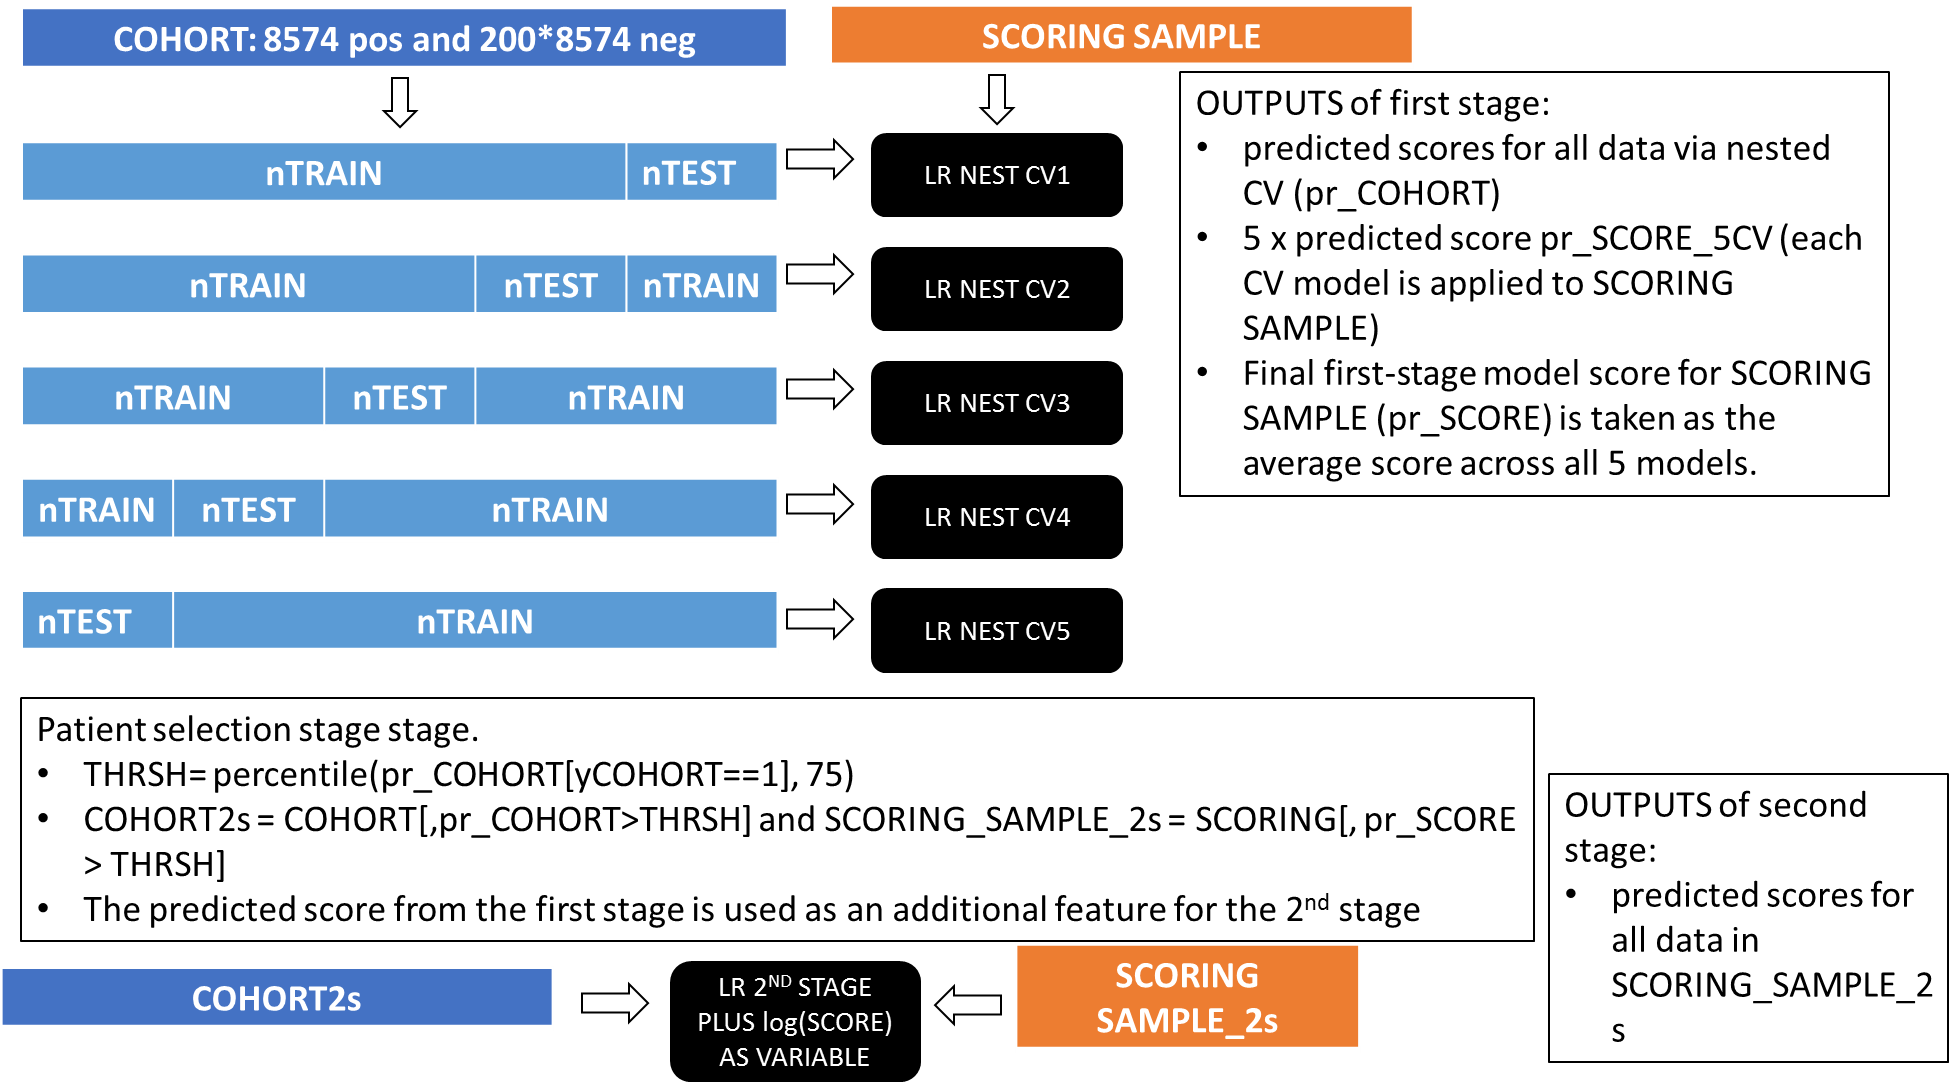 COHORT: 8574 pos and 200*8574 neg
SCORING SAMPLE
nTRAIN nTEST
LR NEST CV1
nTRAIN nTEST nTRAIN
LR NEST CV2
nTRAIN nTEST nTRAIN
LR NEST CV3
nTRAIN nTEST nTRAIN
LR NEST CV4
nTEST nTRAIN
LR NEST CV5
OUTPUTS of first stage:
• predicted scores for all data via nested
CV (pr_COHORT)
• 5 x predicted score pr_SCORE_5CV (each
CV model is applied to SCORING
SAMPLE)
• Final first-stage model score for SCORING
SAMPLE (pr_SCORE) is taken as the
average score across all 5 models.
Patient selection stage stage.
• THRSH= percentile(pr_COHORT[yCOHORT==1], 75)
• COHORT2s = COHORT[,pr_COHORT>THRSH] and SCORING_SAMPLE_2s = SCORING[, pr_SCORE
> THRSH]
• The predicted score from the first stage is used as an additional feature for the 2nd stage
COHORT2s
LR 2ND STAGE
PLUS log(SCORE)
AS VARIABLE
SCORING
SAMPLE_2s
OUTPUTS of second
stage:
• predicted scores for
all data in
SCORING_SAMPLE_2
s